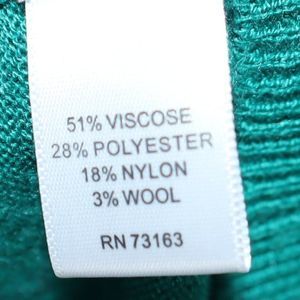 51% VISCOSE
28% POLYESTER
18% NYLON
3% WOOL
RN 73163